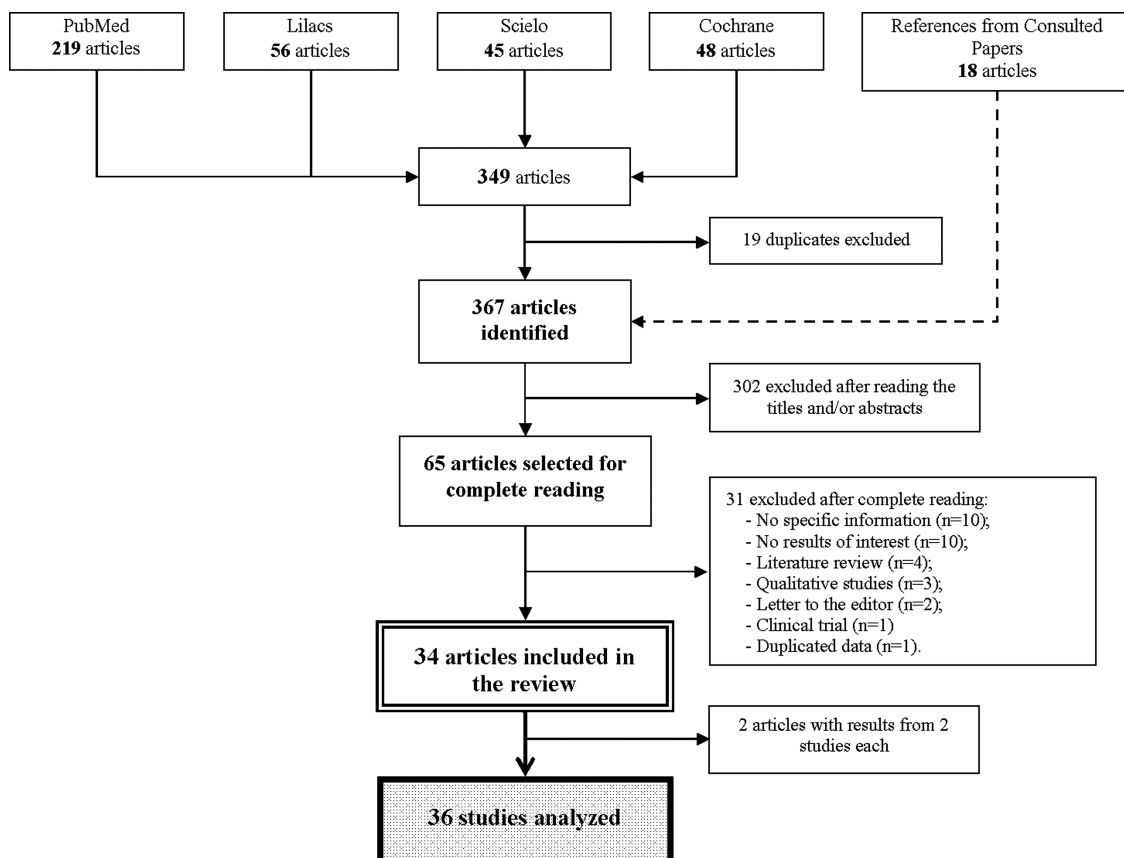 PubMed
219 articles
Lilacs
56 articles
Scielo
45 articles
Cochrane
48 articles
References from Consulted
Papers
18 articles
349 articles
19 duplicates excluded
367 articles
identified
302 excluded after reading the
titles and/or abstracts
65 articles selected for
complete reading
31 excluded after complete reading:
- No specific information (n=10);
- No results of interest (n=10);
- Literature review (n=4);
- Qualitative studies (n=3);
- Letter to the editor (n=2);
- Clinical trial (n=1)
- Duplicated data (n=1).
34 articles included in
the review
2 articles with results from 2
studies each
36 studies analyzed